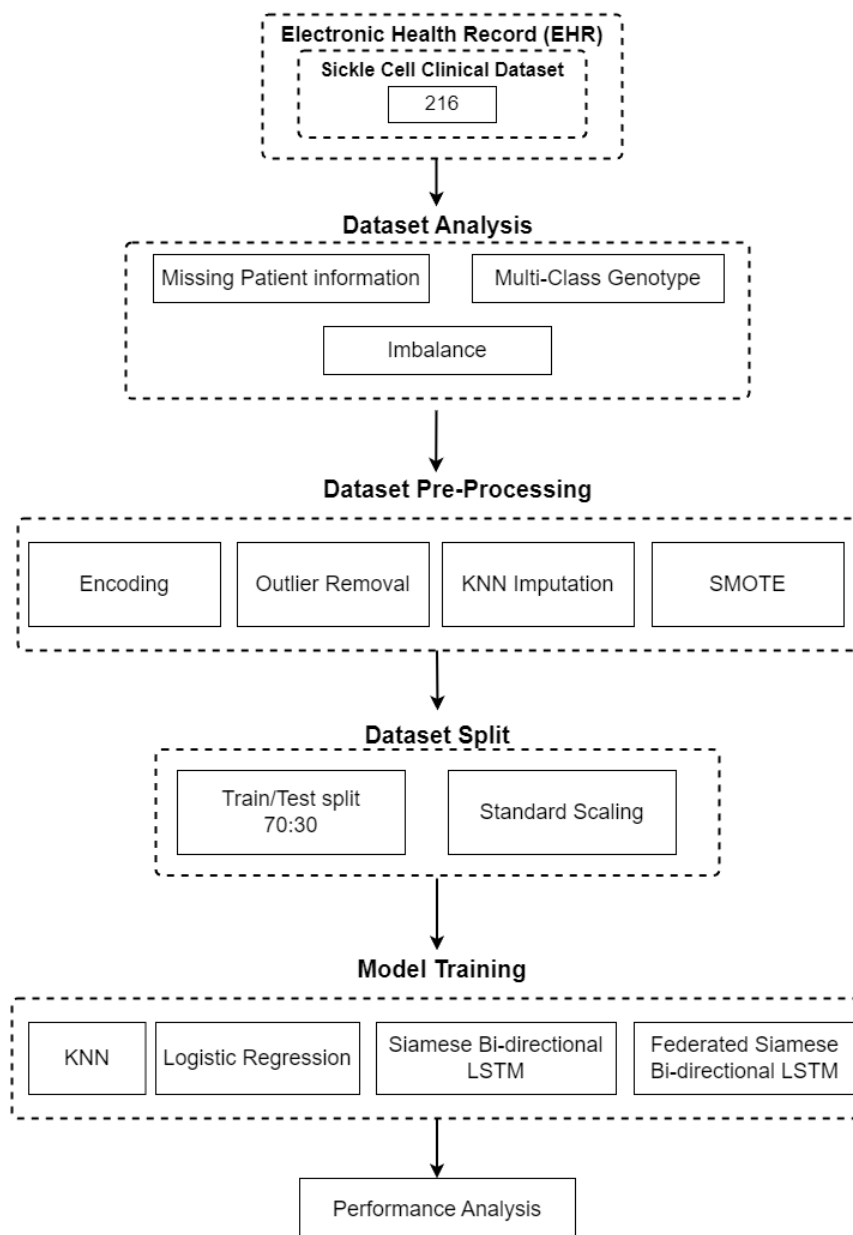 Electronic Health Record (EHR)
Sickle Cell Clinical Dataset
216
Dataset Analysis
Missing Patient information
Multi-Class Genotype
Imbalance
Dataset Pre-Processing
Encoding
Outlier Removal
KNN Imputation
SMOTE
Dataset Split
Train/Test split
70:30
Standard Scaling
Model Training
KNN
Logistic Regression
Siamese Bi-directional
LSTM
Federated Siamese
Bi-directional LSTM
Performance Analysis